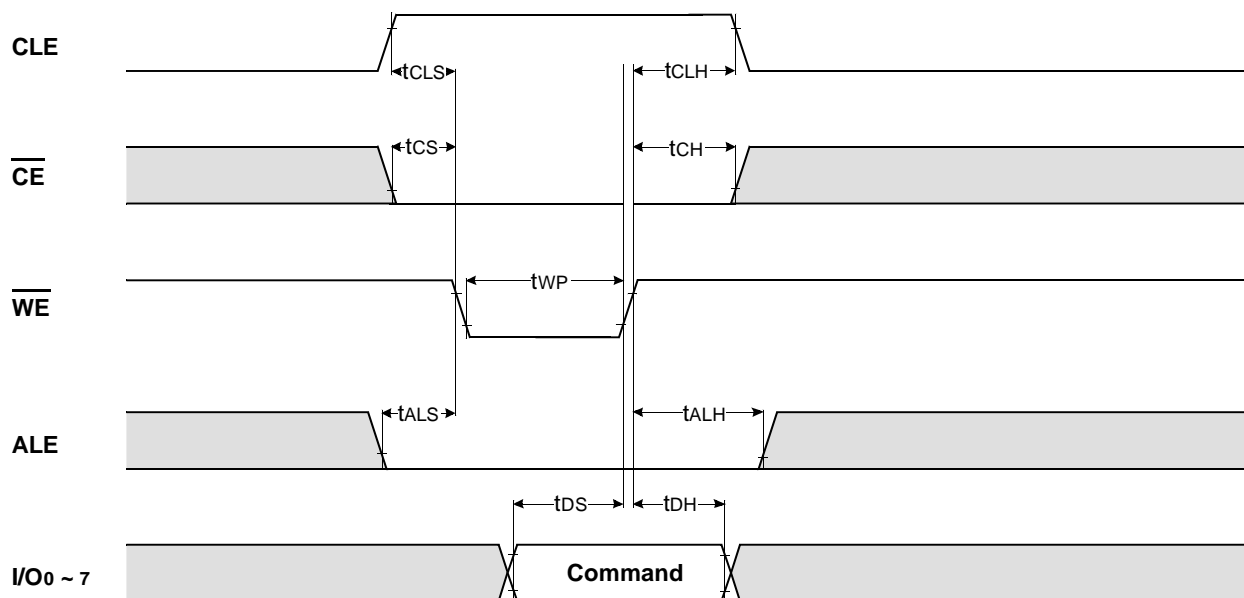 CLE
tCLS
tCLH
CE
tCS
tCH
WE
tWP
ALE
tALS
tALH
tDS
tDH
I/O0 ~ 7
Command